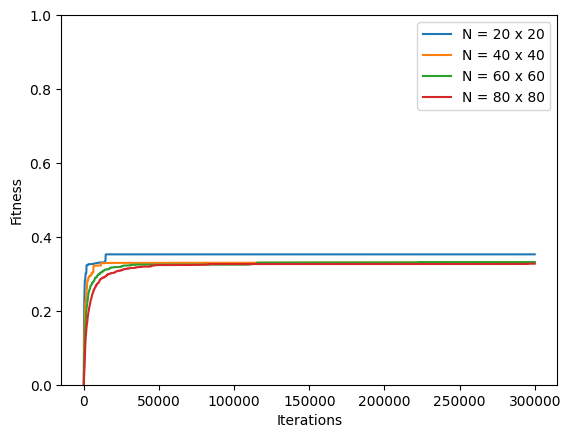 1.0
0.8
0.6
0.4
0.2
0.0
Fitness
N = 20 x 20
N = 40 x 40
N = 60 x 60
N = 80 x 80
0 50000 100000 150000 200000 250000 300000
Iterations